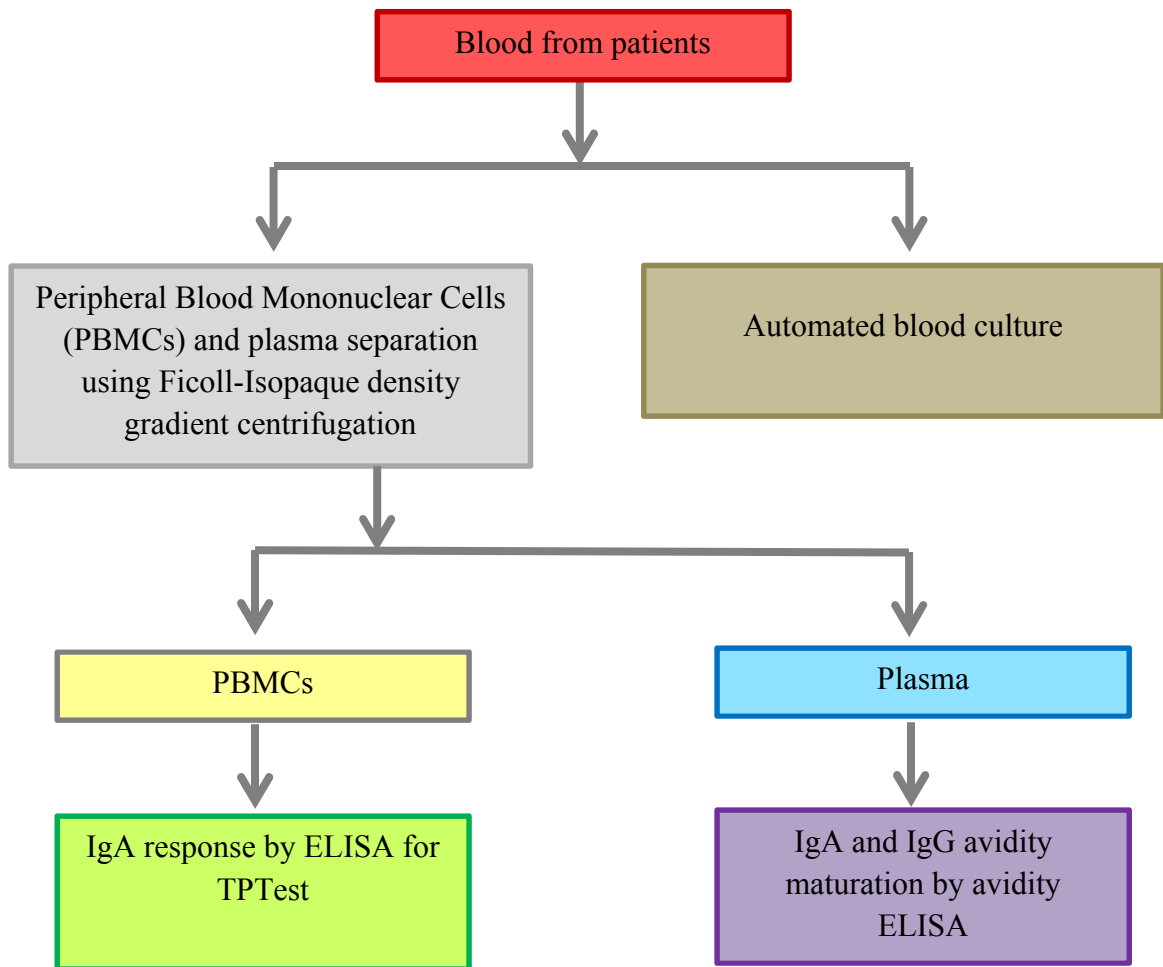 Blood from patients
Peripheral Blood Mononuclear Cells
(PBMCs) and plasma separation
using Ficoll-Isopaque density
gradient centrifugation
Automated blood culture
PBMCs
Plasma
IgA response by ELISA for
TPTest
IgA and IgG avidity
maturation by avidity
ELISA